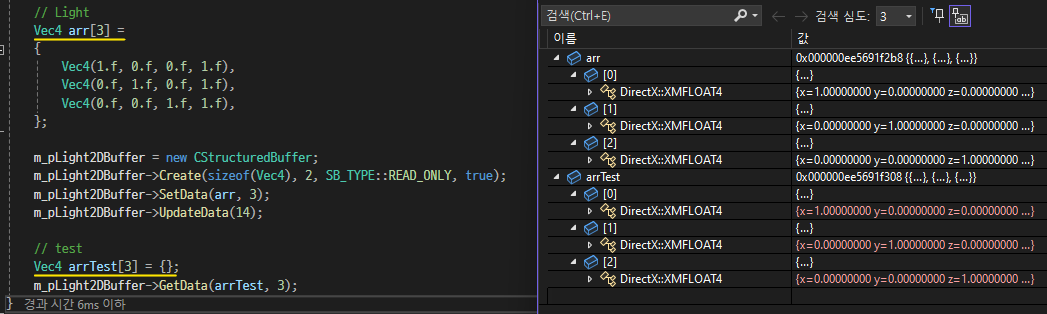 // Light
Vec4 arr[3] =
{
Vec4(1.f, 0.f, 0.f, 1.f),
Vec4(0.f, 1.f, 0.f, 1.f),
Vec4(0.f, 0.f, 1.f, 1.f),
};
m_pLight2DBuffer = new CStructuredBuffer;
m_pLight2DBuffer->Create(sizeof(Vec4), 2, SB_TYPE::READ_ONLY, true);
m_pLight2DBuffer->SetData(arr, 3);
m_pLight2DBuffer->UpdateData(14);
// test
Vec4 arrTest[3] = {};
m_pLight2DBuffer->GetData(arrTest, 3);
} 경과 시간 6ms 이하
검색(Ctrl+E) 검색 심도: 3
이름 값
arr 0x000000ee5691f2b8 {{...}, {...}, {...}}
[0] {...}
DirectX::XMFLOAT4 {x=1.00000000 y=0.00000000 z=0.00000000 ...}
[1] {...}
DirectX::XMFLOAT4 {x=0.00000000 y=1.00000000 z=0.00000000 ...}
[2] {...}
DirectX::XMFLOAT4 {x=0.00000000 y=0.00000000 z=1.00000000 ...}
arrTest 0x000000ee5691f308 {{...}, {...}, {...}}
[0] {...}
DirectX::XMFLOAT4 {x=1.00000000 y=0.00000000 z=0.00000000 ...}
[1] {...}
DirectX::XMFLOAT4 {x=0.00000000 y=1.00000000 z=0.00000000 ...}
[2] {...}
DirectX::XMFLOAT4 {x=0.00000000 y=0.00000000 z=1.00000000 ...}